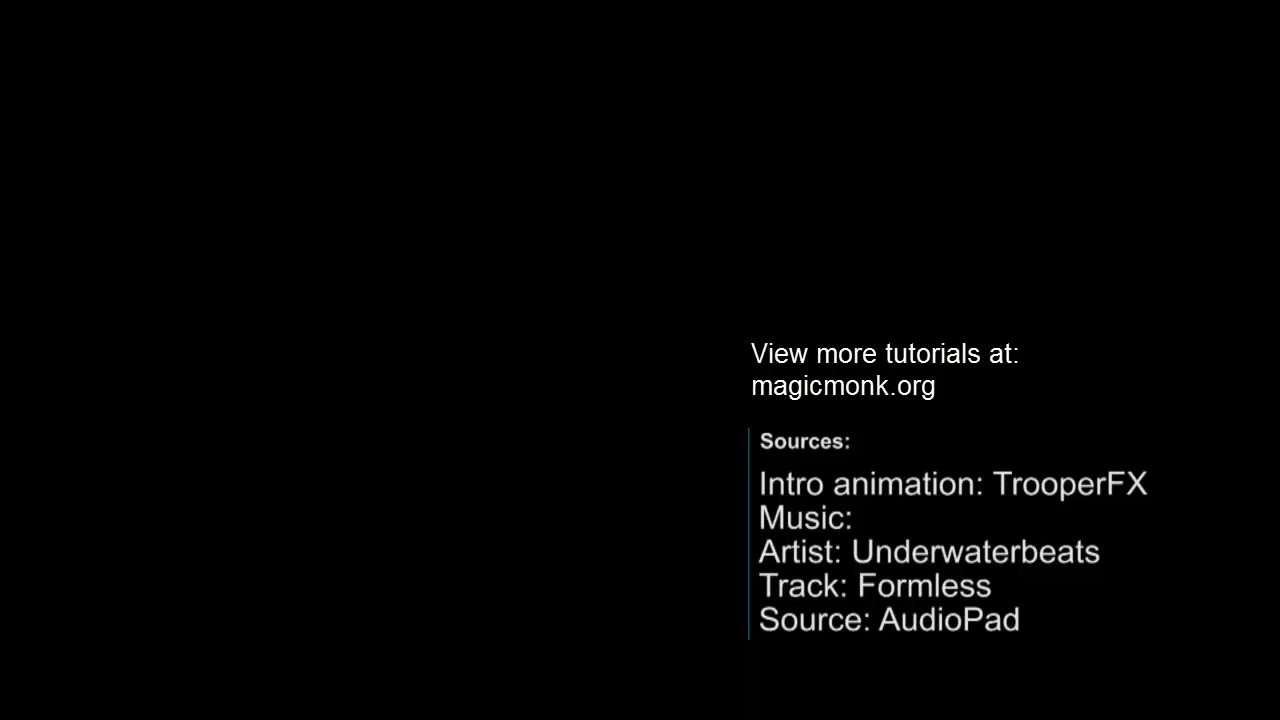 View more tutorials at:
magicmonk.org
Sources:
Intro animation: TrooperFX
Music:
Artist: Underwaterbeats
Track: Formless
Source: AudioPad